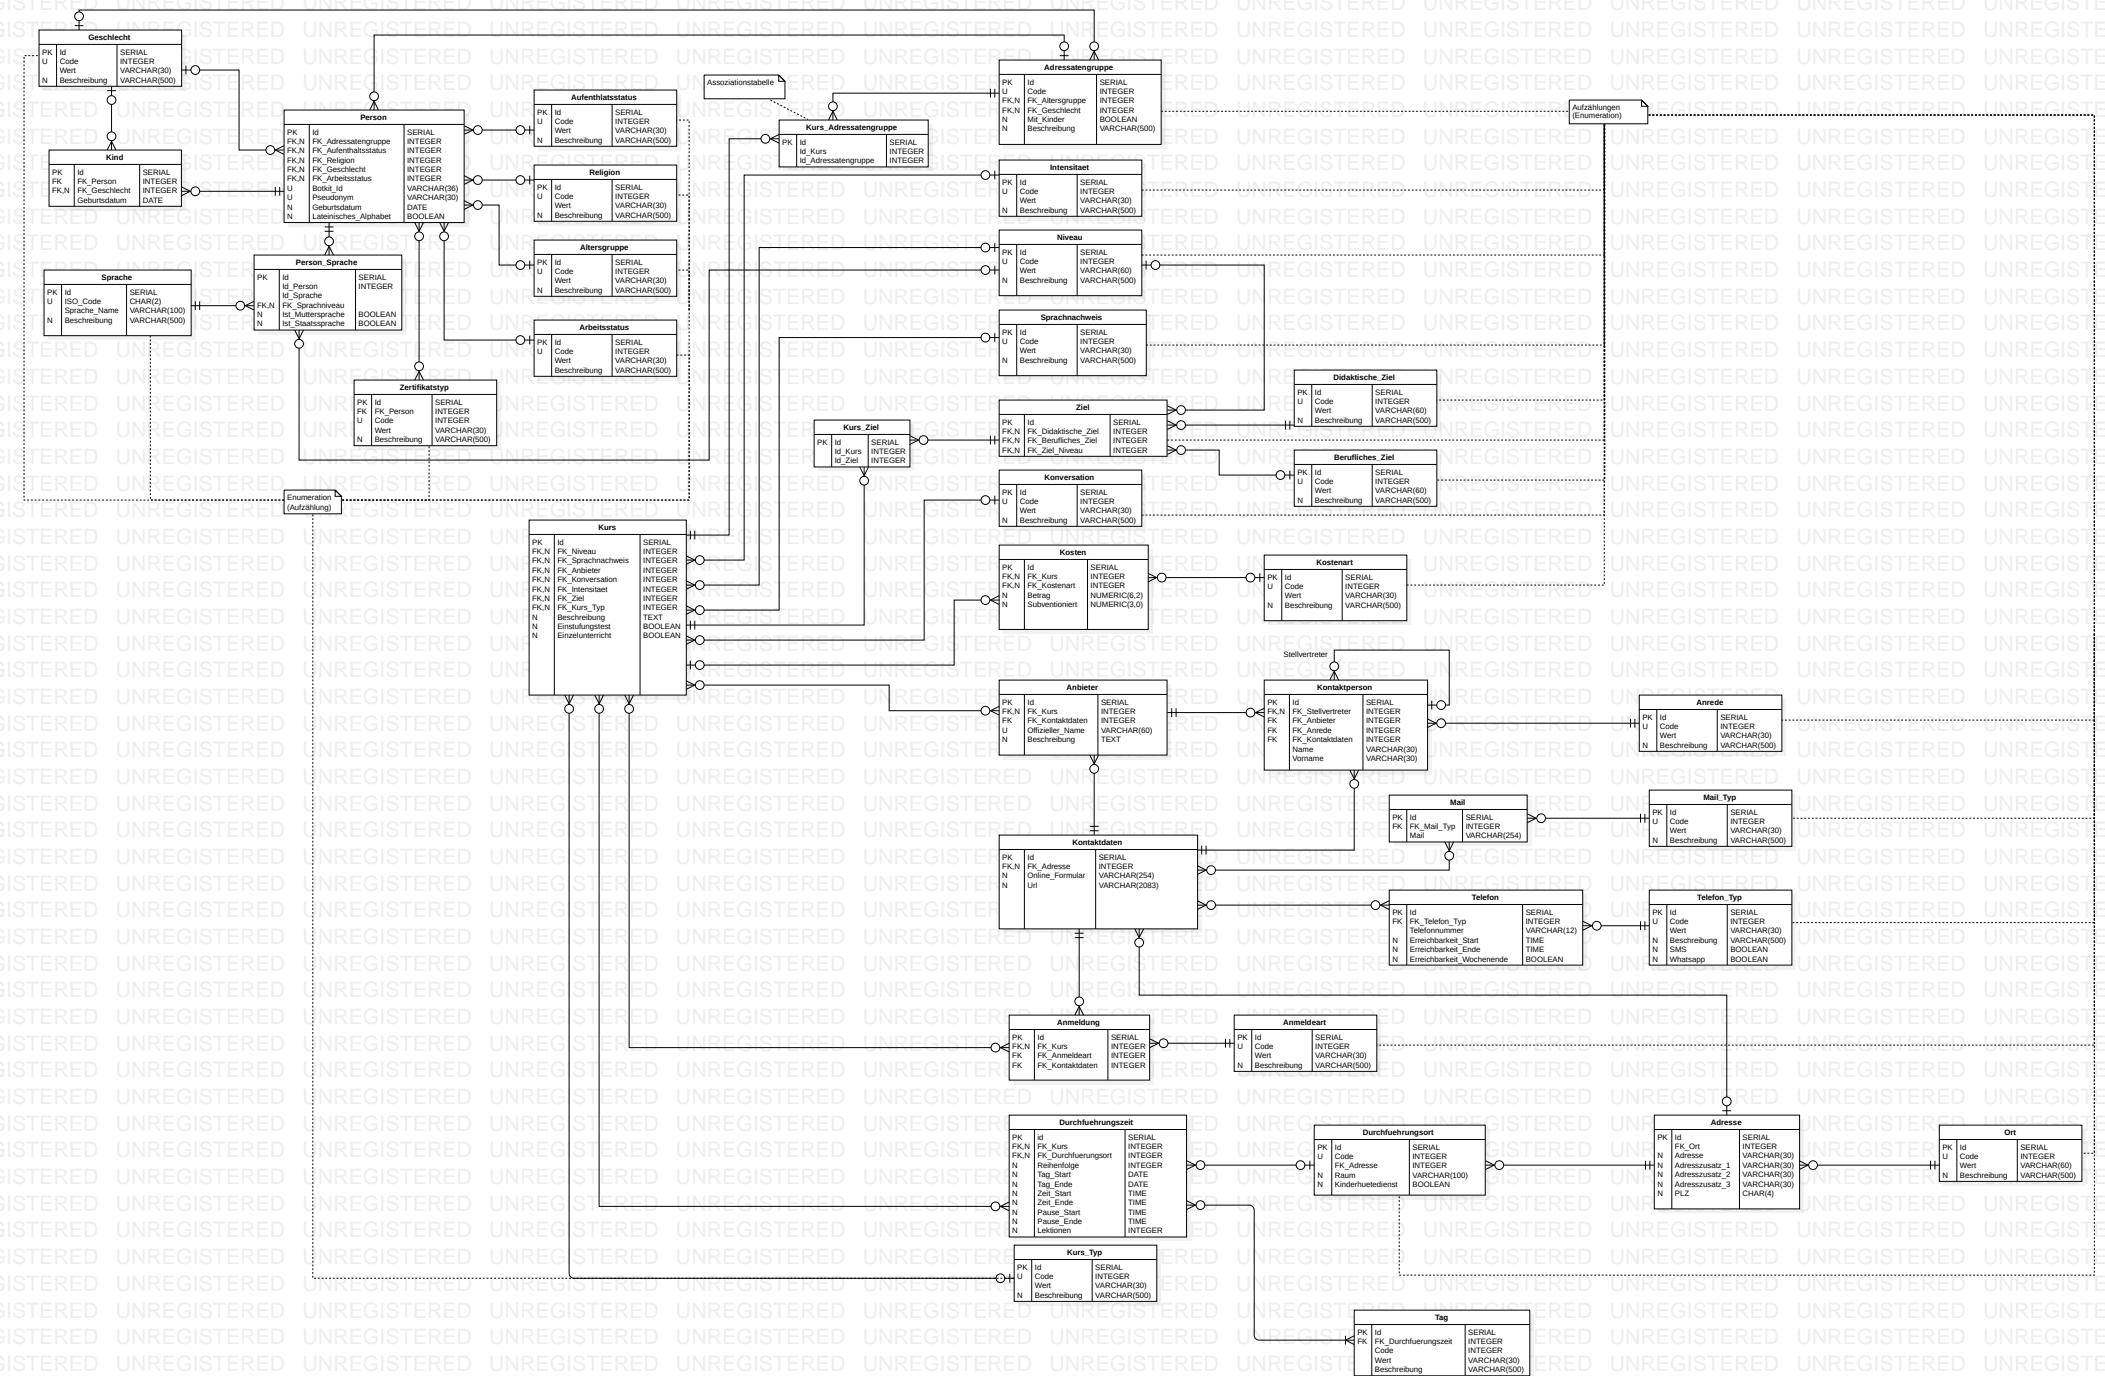 Geschlecht
PK Id SERIAL
U Code INTEGER
Wert VARCHAR(30)
N Beschreibung VARCHAR(500)
Kind
PK Id SERIAL
FK FK_Person INTEGER
FK,N FK_Geschlecht INTEGER
Geburtsdatum DATE
Person
PK Id SERIAL
FK,N FK_Adressatengruppe INTEGER
FK,N FK_Aufenthaltsstatus INTEGER
FK,N FK_Religion INTEGER
FK,N FK_Geschlecht INTEGER
FK,N FK_Arbeitsstatus INTEGER
U Botkit_Id VARCHAR(36)
U Pseudonym VARCHAR(30)
N Geburtsdatum DATE
N Lateinisches_Alphabet BOOLEAN
Aufenthlatsstatus
PK Id SERIAL
U Code INTEGER
Wert VARCHAR(30)
N Beschreibung VARCHAR(500)
Religion
PK Id SERIAL
U Code INTEGER
Wert VARCHAR(30)
N Beschreibung VARCHAR(500)
Altersgruppe
PK Id SERIAL
U Code INTEGER
Wert VARCHAR(30)
N Beschreibung VARCHAR(500)
Arbeitsstatus
PK Id SERIAL
U Code INTEGER
Wert VARCHAR(30)
Beschreibung VARCHAR(500)
Sprache
PK Id SERIAL
U ISO_Code CHAR(2)
Sprache_Name VARCHAR(100)
N Beschreibung VARCHAR(500)
Person_Sprache
PK Id SERIAL
Id_Person INTEGER
Id_Sprache
FK,N FK_Sprachniveau
N Ist_Muttersprache BOOLEAN
N Ist_Staatssprache BOOLEAN
Zertifikatstyp
PK Id SERIAL
FK FK_Person INTEGER
U Code INTEGER
Wert VARCHAR(30)
N Beschreibung VARCHAR(500)
Enumeration
(Aufzählung)
Assoziationstabelle
Kurs_Adressatengruppe
PK Id SERIAL
Id_Kurs INTEGER
Id_Adressatengruppe INTEGER
Adressatengruppe
PK Id SERIAL
U Code INTEGER
FK,N FK_Altersgruppe INTEGER
FK,N FK_Geschlecht INTEGER
N Mit_Kinder BOOLEAN
N Beschreibung VARCHAR(500)
Aufzählungen
(Enumeration)
Intensitaet
PK Id SERIAL
U Code INTEGER
Wert VARCHAR(30)
N Beschreibung VARCHAR(500)
Niveau
PK Id SERIAL
U Code INTEGER
Wert VARCHAR(60)
N Beschreibung VARCHAR(500)
Sprachnachweis
PK Id SERIAL
U Code INTEGER
Wert VARCHAR(30)
N Beschreibung VARCHAR(500)
Ziel
PK Id SERIAL
FK,N FK_Didaktische_Ziel INTEGER
FK,N FK_Berufliches_Ziel INTEGER
FK,N FK_Ziel_Niveau INTEGER
Didaktische_Ziel
PK Id SERIAL
U Code INTEGER
Wert VARCHAR(60)
N Beschreibung VARCHAR(500)
Berufliches_Ziel
PK Id SERIAL
U Code INTEGER
Wert VARCHAR(60)
N Beschreibung VARCHAR(500)
Kurs_Ziel
PK Id SERIAL
Id_Kurs INTEGER
Id_Ziel INTEGER
Konversation
PK Id SERIAL
U Code INTEGER
Wert VARCHAR(30)
N Beschreibung VARCHAR(500)
Kurs
PK Id SERIAL
FK,N FK_Niveau INTEGER
FK,N FK_Sprachnachweis INTEGER
FK,N FK_Anbieter INTEGER
FK,N FK_Konversation INTEGER
FK,N FK_Intensitaet INTEGER
FK,N FK_Ziel INTEGER
FK,N FK_Kurs_Typ INTEGER
N Beschreibung TEXT
N Einstufungstest BOOLEAN
N Einzelunterricht BOOLEAN
Kosten
PK Id SERIAL
FK,N FK_Kurs INTEGER
FK,N FK_Kostenart INTEGER
N Betrag NUMERIC(6,2)
N Subventioniert NUMERIC(3,0)
Kostenart
PK Id SERIAL
U Code INTEGER
Wert VARCHAR(30)
N Beschreibung VARCHAR(500)
Stellvertreter
Anbieter
PK Id SERIAL
FK,N FK_Kurs INTEGER
FK FK_Kontaktdaten INTEGER
U Offizieller_Name VARCHAR(60)
N Beschreibung TEXT
Kontaktperson
PK Id SERIAL
FK,N FK_Stellvertreter INTEGER
FK FK_Anbieter INTEGER
FK FK_Anrede INTEGER
FK FK_Kontaktdaten INTEGER
Name VARCHAR(30)
Vorname VARCHAR(30)
Anrede
PK Id SERIAL
U Code INTEGER
Wert VARCHAR(30)
N Beschreibung VARCHAR(500)
Mail
PK Id SERIAL
FK FK_Mail_Typ INTEGER
Mail VARCHAR(254)
Mail_Typ
PK Id SERIAL
U Code INTEGER
Wert VARCHAR(30)
N Beschreibung VARCHAR(500)
Kontaktdaten
PK Id SERIAL
FK,N FK_Adresse INTEGER
N Online_Formular VARCHAR(254)
N Url VARCHAR(2083)
Telefon
PK Id SERIAL
FK FK_Telefon_Typ INTEGER
Telefonnummer VARCHAR(12)
N Erreichbarkeit_Start TIME
N Erreichbarkeit_Ende TIME
N Erreichbarkeit_Wochenende BOOLEAN
Telefon_Typ
PK Id SERIAL
U Code INTEGER
Wert VARCHAR(30)
N Beschreibung VARCHAR(500)
N SMS BOOLEAN
N Whatsapp BOOLEAN
Anmeldung
PK Id SERIAL
FK,N FK_Kurs INTEGER
FK FK_Anmeldeart INTEGER
FK FK_Kontaktdaten INTEGER
Anmeldeart
PK Id SERIAL
U Code INTEGER
Wert VARCHAR(30)
N Beschreibung VARCHAR(500)
Durchfuehrungszeit
PK id SERIAL
FK,N FK_Kurs INTEGER
FK,N FK_Durchfuerungsort INTEGER
N Reihenfolge INTEGER
N Tag_Start DATE
N Tag_Ende DATE
N Zeit_Start TIME
N Zeit_Ende TIME
N Pause_Start TIME
N Pause_Ende TIME
N Lektionen INTEGER
Durchfuehrungsort
PK Id SERIAL
U Code INTEGER
FK_Adresse INTEGER
N Raum VARCHAR(100)
N Kinderhuetedienst BOOLEAN
Adresse
PK Id SERIAL
FK_Ort INTEGER
N Adresse VARCHAR(30)
N Adresszusatz_1 VARCHAR(30)
N Adresszusatz_2 VARCHAR(30)
N Adresszusatz_3 VARCHAR(30)
N PLZ CHAR(4)
Ort
PK Id SERIAL
U Code INTEGER
Wert VARCHAR(60)
N Beschreibung VARCHAR(500)
Kurs_Typ
PK Id SERIAL
U Code INTEGER
Wert VARCHAR(30)
N Beschreibung VARCHAR(500)
Tag
PK Id SERIAL
FK FK_Durchfuerungszeit INTEGER
Code INTEGER
Wert VARCHAR(30)
Beschreibung VARCHAR(500)
UNREGISTERED